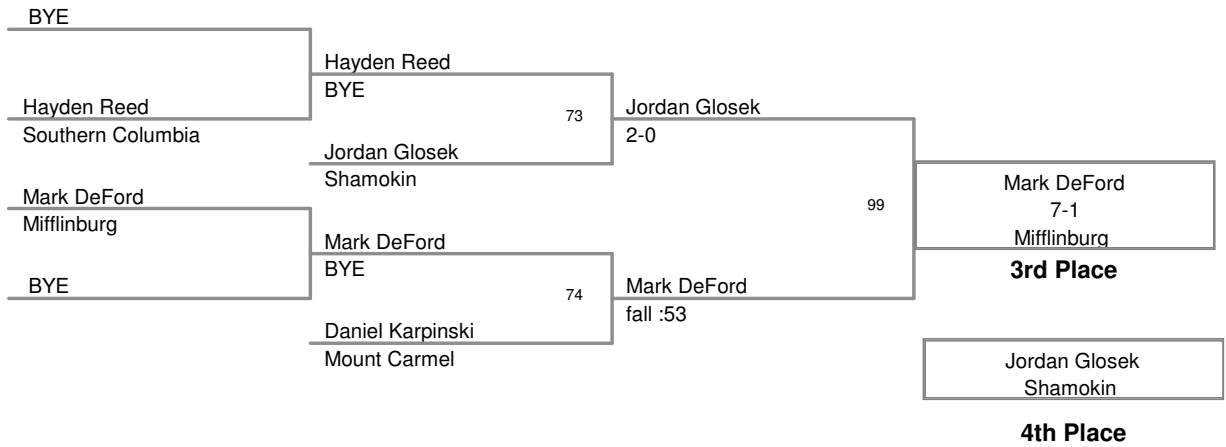 BYE
Hayden Reed
Southern Columbia
Mark DeFord
Mifflinburg
BYE
Hayden Reed
BYE
73
Jordan Glosek
Shamokin
Mark DeFord
BYE
74
Daniel Karpinski
Mount Carmel
Jordan Glosek
2-0
99
Mark DeFord
fall :53
Mark DeFord
7-1
Mifflinburg
3rd Place
Jordan Glosek
Shamokin
4th Place